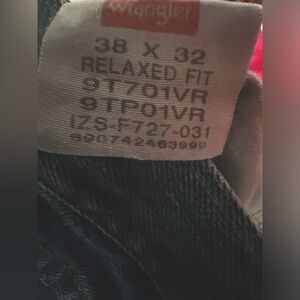 Wrangler
38 X 32
RELAXED FIT
9T701VR
9TP01VR
IZS-F727-031